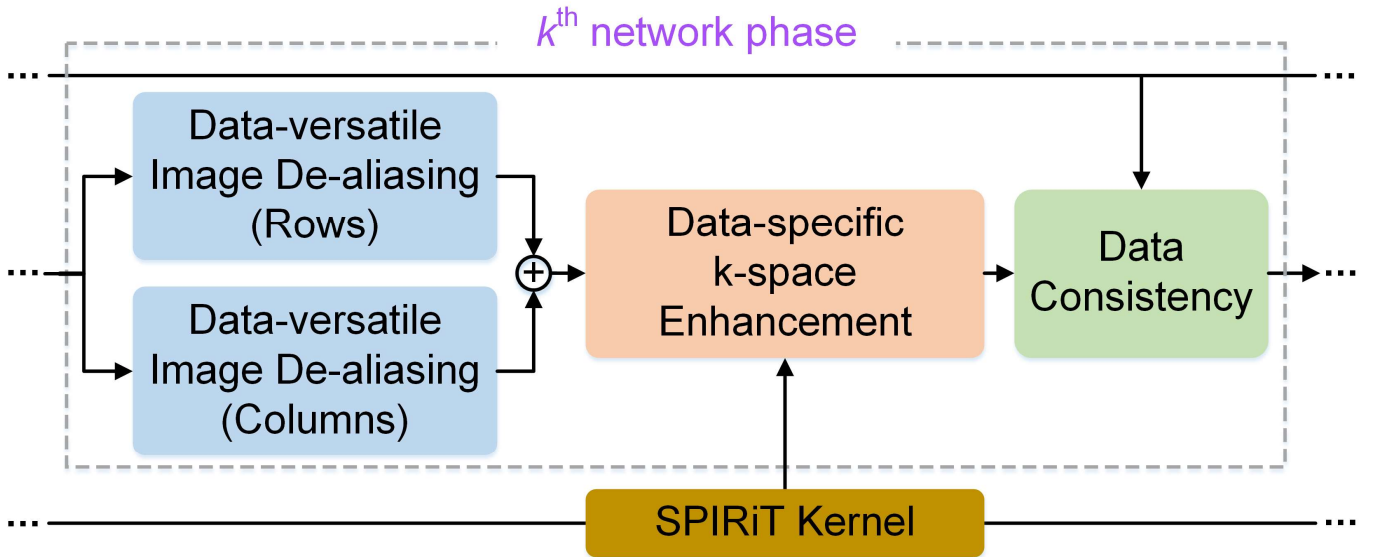 kth network phase
Data-versatile
Image De-aliasing
(Rows)
Data-versatile
Image De-aliasing
(Columns)
+
Data-specific
k-space
Enhancement
Data
Consistency
SPIRiT Kernel